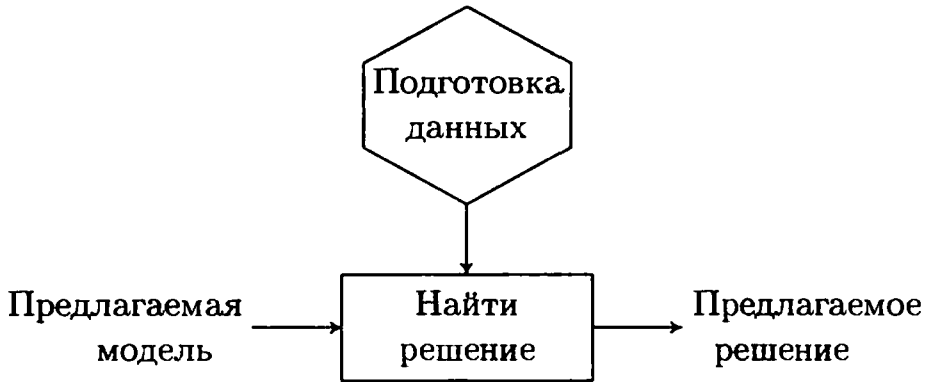 Подготовка
данных
Предлагаемая
модель
Найти
решение
Предлагаемое
решение